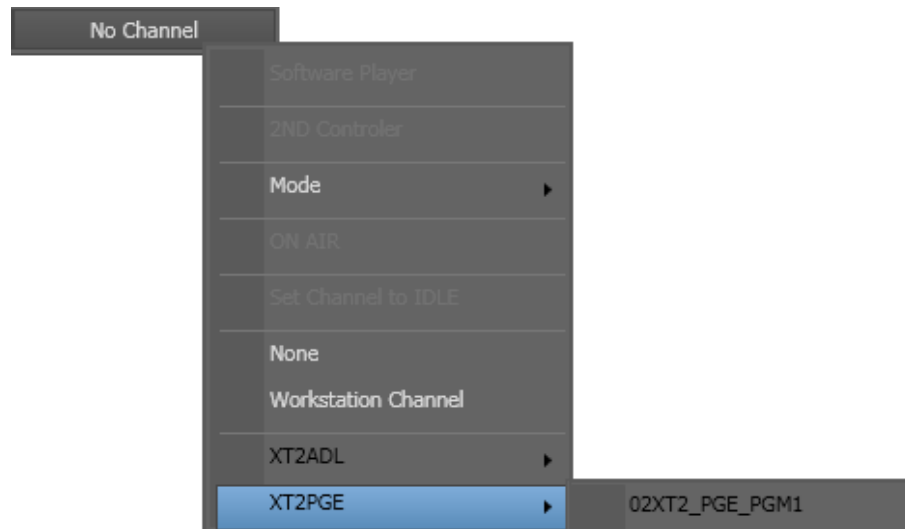 No Channel
Software Player
2ND Controler
Mode
ON AIR
Set Channel to IDLE
None
Workstation Channel
XT2ADL
XT2PGE
02XT2_PGE_PGM1